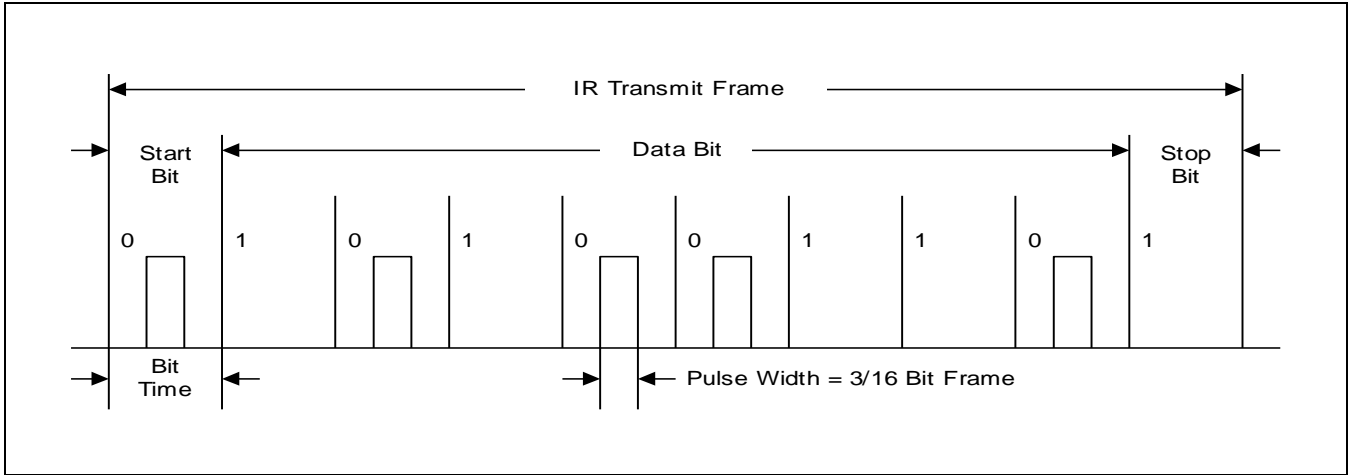 IR Transmit Frame
Start
Bit
Data Bit
Stop
Bit
0 1 0 1 0 0 1 1 0 1
Bit
Time
Pulse Width = 3/16 Bit Frame